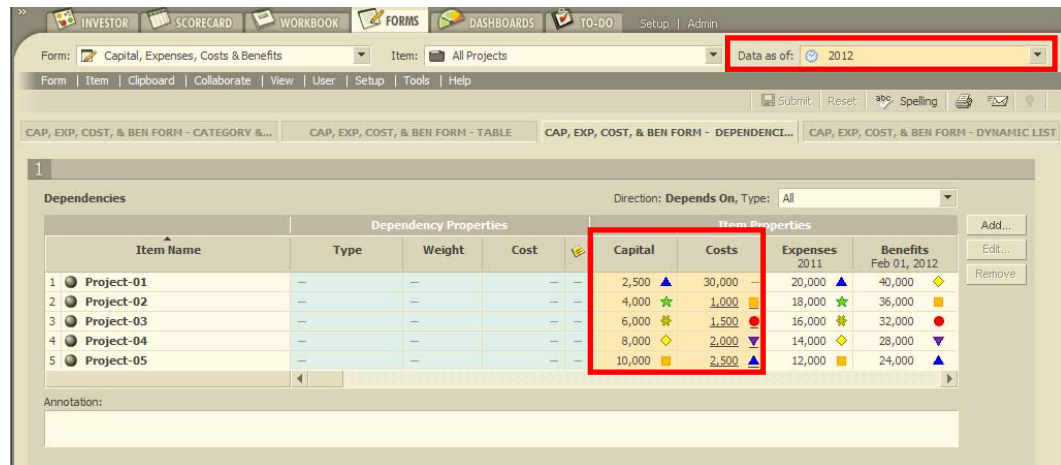 »
INVESTOR SCORECARD WORKBOOK FORMS DASHBOARDS TO-DO Setup | Admin
Form: Capital, Expenses, Costs & Benefits Item: All Projects Data as of: 2012
Form | Item | Clipboard | Collaborate | View | User | Setup | Tools | Help
Submit Reset abc Spelling
CAP, EXP, COST, & BEN FORM - CATEGORY &... CAP, EXP, COST, & BEN FORM - TABLE CAP, EXP, COST, & BEN FORM - DEPENDENCI... CAP, EXP, COST, & BEN FORM - DYNAMIC LIST
1
Dependencies Direction: Depends On, Type: All
Dependency Properties Item Properties Add...
Item Name Type Weight Cost Capital Costs Expenses Benefits Edit...
2011 Feb 01, 2012
Remove
1 Project-01 -- -- -- -- 2,500 30,000 -- 20,000 40,000
2 Project-02 -- -- -- -- 4,000 1,000 18,000 36,000
3 Project-03 -- -- -- -- 6,000 1,500 16,000 32,000
4 Project-04 -- -- -- -- 8,000 2,000 14,000 28,000
5 Project-05 -- -- -- -- 10,000 2,500 12,000 24,000
Annotation: